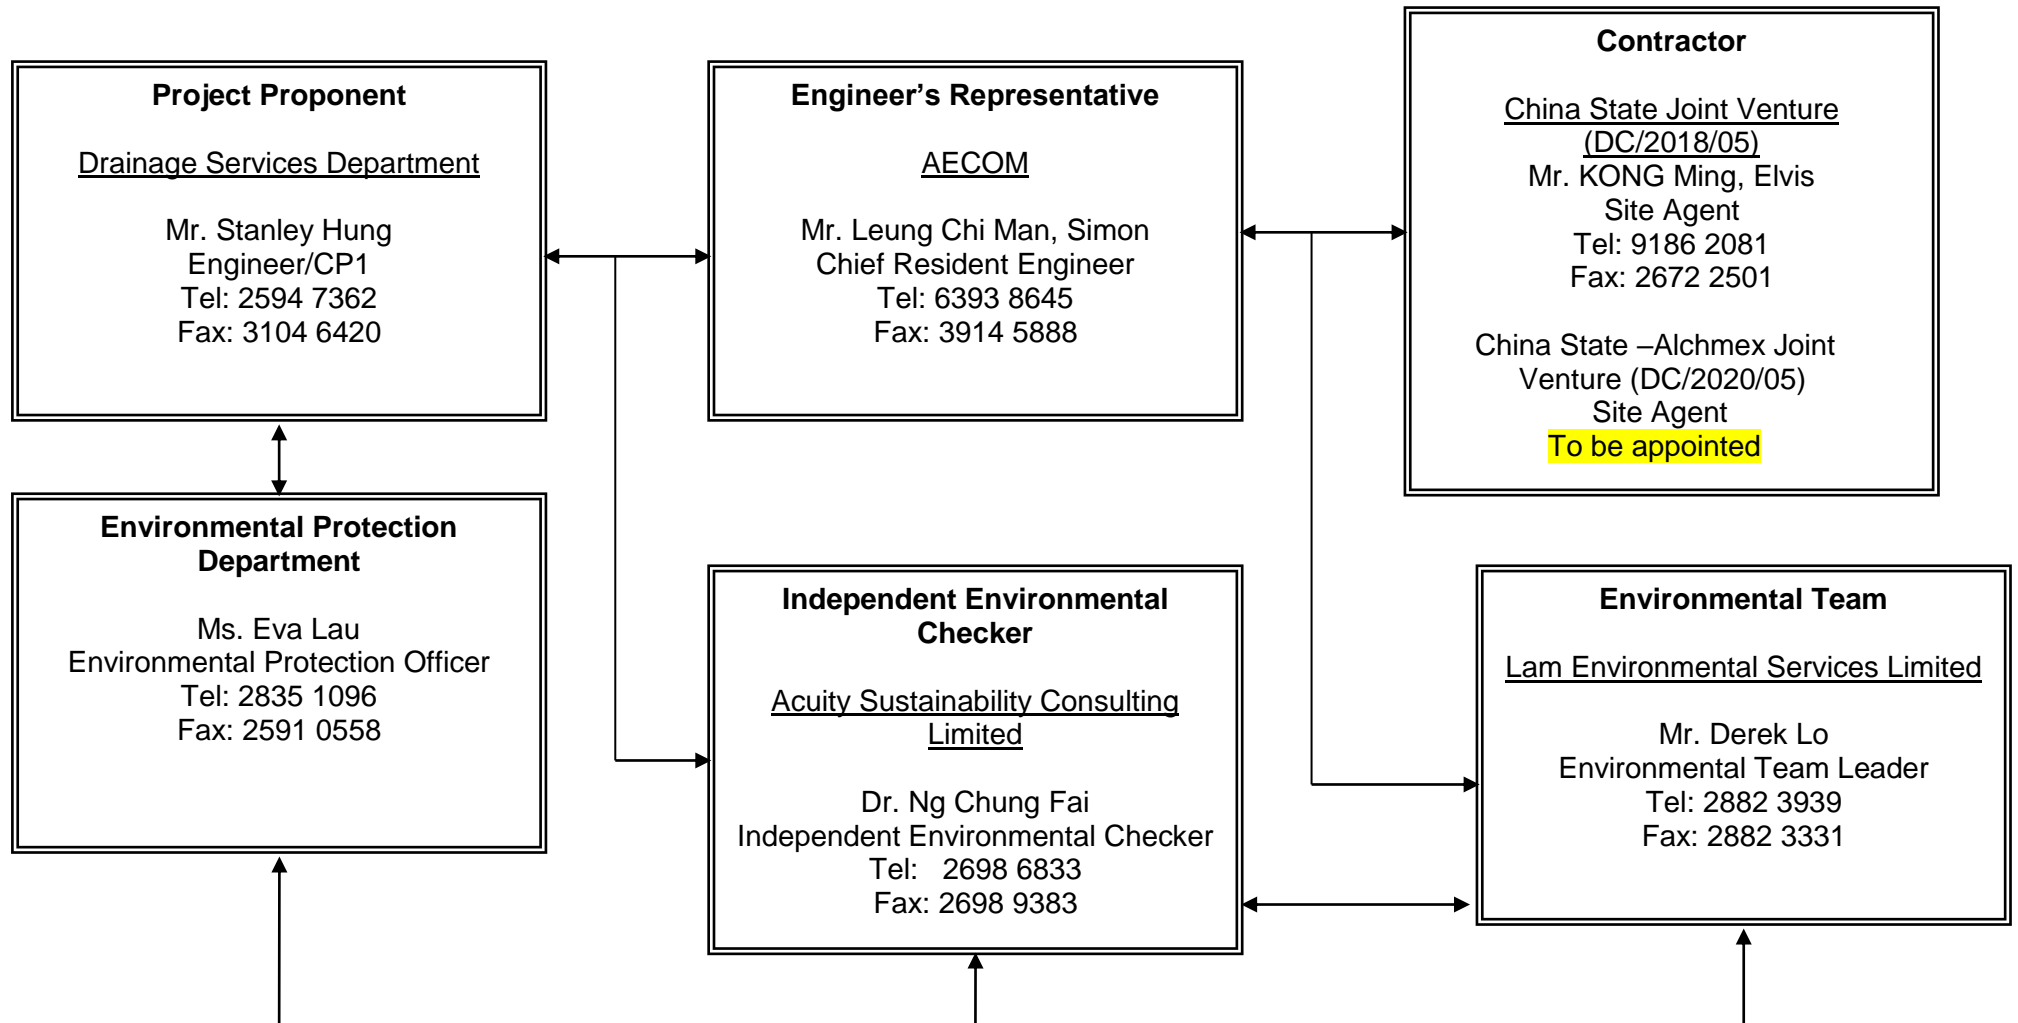 Project Proponent
Drainage Services Department
Mr. Stanley Hung
Engineer/CP1
Tel: 2594 7362
Fax: 3104 6420
Engineer’s Representative
AECOM
Mr. Leung Chi Man, Simon
Chief Resident Engineer
Tel: 6393 8645
Fax: 3914 5888
Contractor
China State Joint Venture
(DC/2018/05)
Mr. KONG Ming, Elvis
Site Agent
Tel: 9186 2081
Fax: 2672 2501
China State –Alchmex Joint
Venture (DC/2020/05)
Site Agent
To be appointed
Environmental Protection
Department
Ms. Eva Lau
Environmental Protection Officer
Tel: 2835 1096
Fax: 2591 0558
Independent Environmental
Checker
Acuity Sustainability Consulting
Limited
Dr. Ng Chung Fai
Independent Environmental Checker
Tel:   2698 6833
Fax: 2698 9383
Environmental Team
Lam Environmental Services Limited
Mr. Derek Lo
Environmental Team Leader
Tel: 2882 3939
Fax: 2882 3331